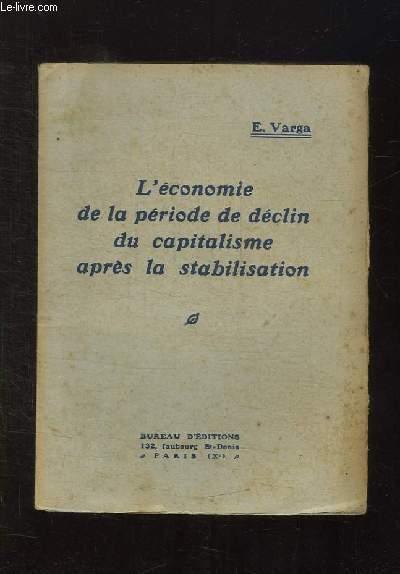 Le-livre.com
E. Varga
L'économie
de la période de déclin
du capitalisme
après la stabilisation
BUREAU D'ÉDITIONS
132, faubourg St-Denis
PARIS (Xe)